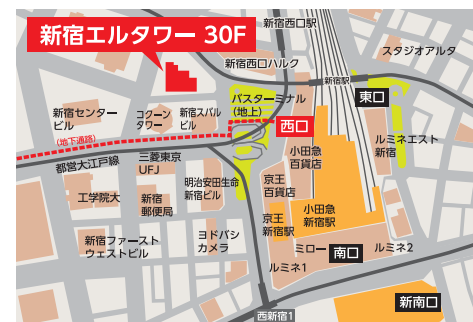 新宿エルタワー 30F
新宿西口駅
スタジオアルタ
新宿西口ハルク
新宿駅
東口
バスターミナル
(地上)
新宿センター
ビル
コクーン
タワー
新宿スバル
ビル
西口
(地下通路)
ルミネエスト
新宿
都営大江戸線
三菱東京
UFJ
小田急
百貨店
明治安田生命
新宿ビル
京王
百貨店
工学院大
新宿
郵便局
小田急
新宿駅
京王
新宿駅
新宿ファースト
ウェストビル
ヨドバシ
カメラ
ミロー
南口
ルミネ2
ルミネ1
新南口
西新宿1